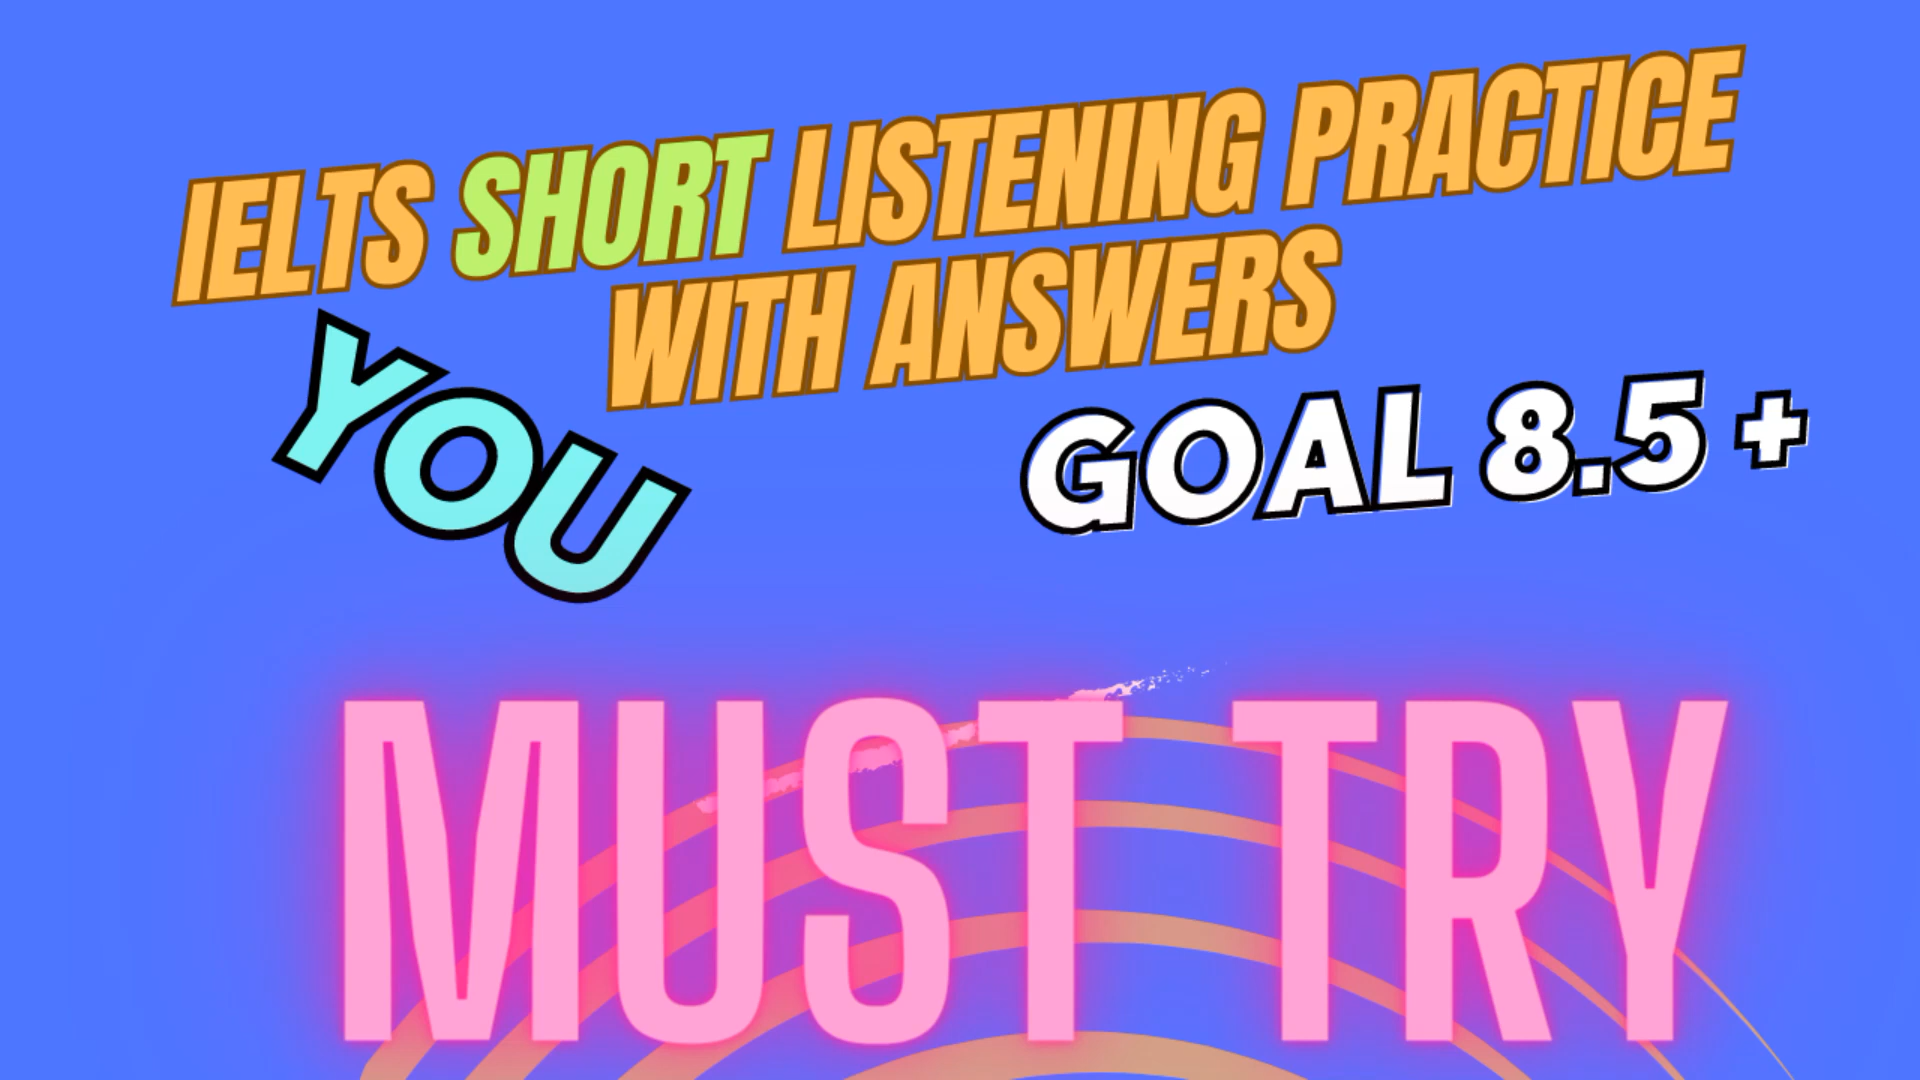 IELTS SHORT LISTENING PRACTICE
WITH ANSWERS
YOU
GOAL 8.5 +
MUST TRY